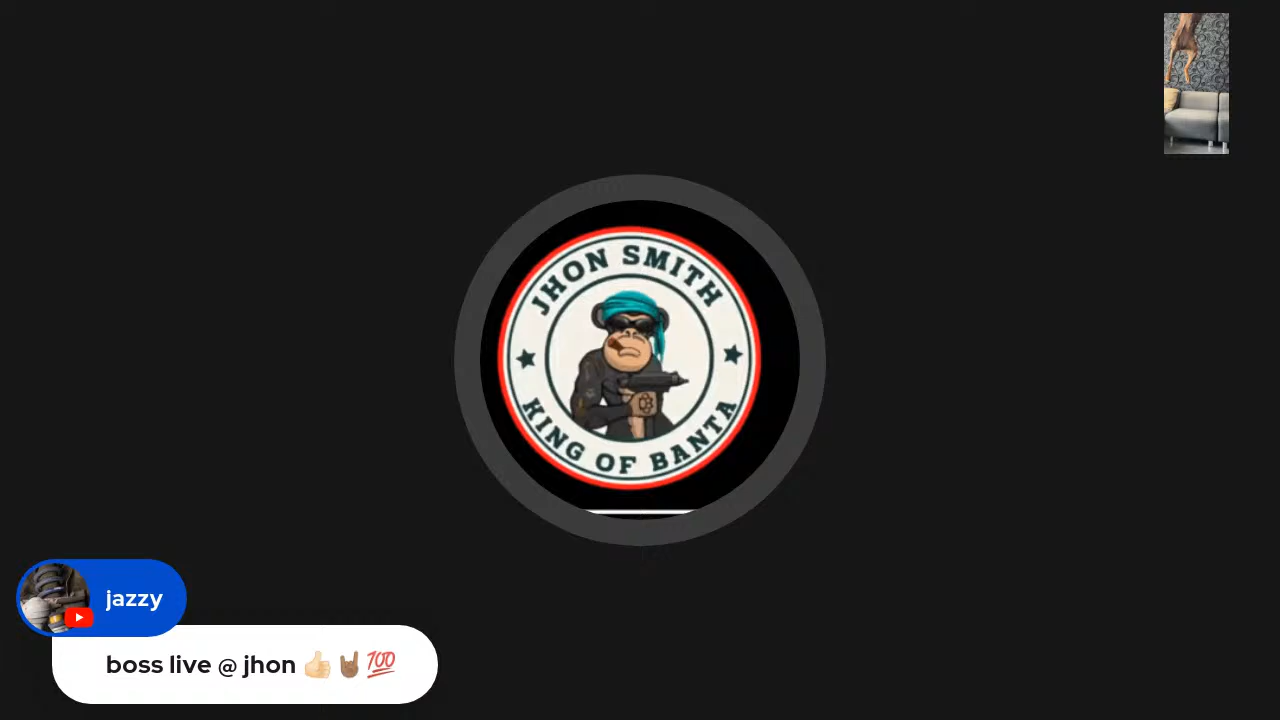 JHON SMITH
KING OF BANTA
jazzy
boss live @ jhon 👍🏻 🤘🏽 💯